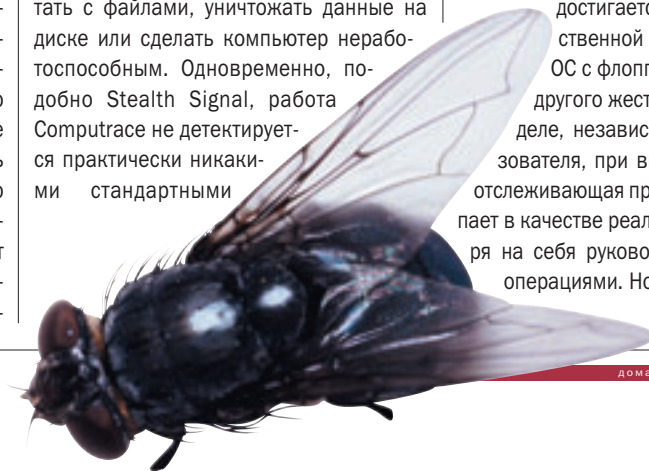 тать с файлами, уничтожать данные на
диске или сделать компьютер нерабо-
тоспособным. Одновременно, по-
добно Stealth Signal, работа
Computrace не детектирует-
ся практически никаки-
ми стандартными
достигаетс
ственной
ОС с флопп
другого жест
деле, независ
зователя, при в
отслеживающая пр
пает в качестве реал
ря на себя руково
операциями. Но
дома